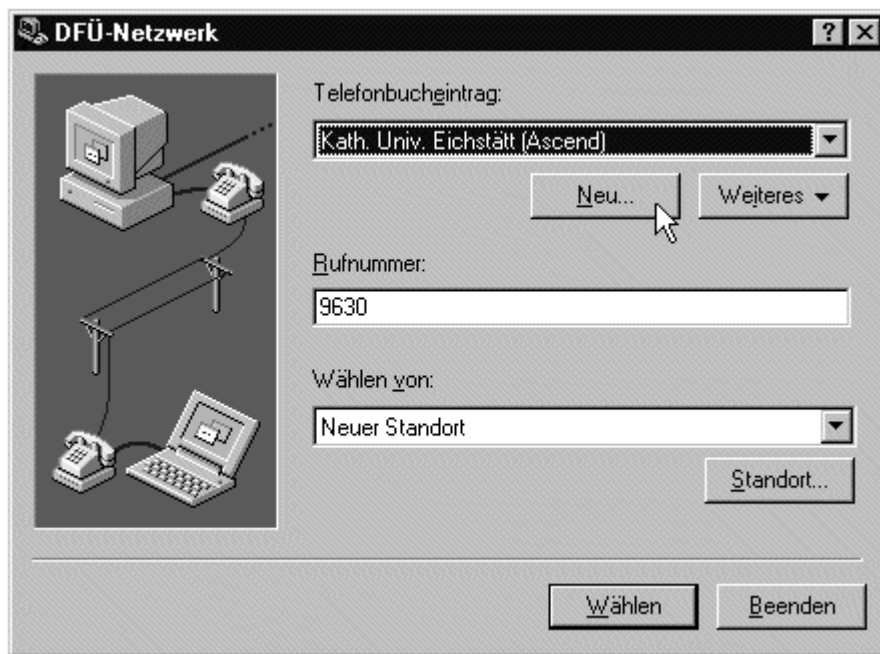 DFÜ-Netzwerk
Telefonbucheintrag:
Kath. Univ. Eichstätt (Ascend)
Neu... Weiteres
Rufnummer:
9630
Wählen von:
Neuer Standort
Standort...
Wählen Beenden